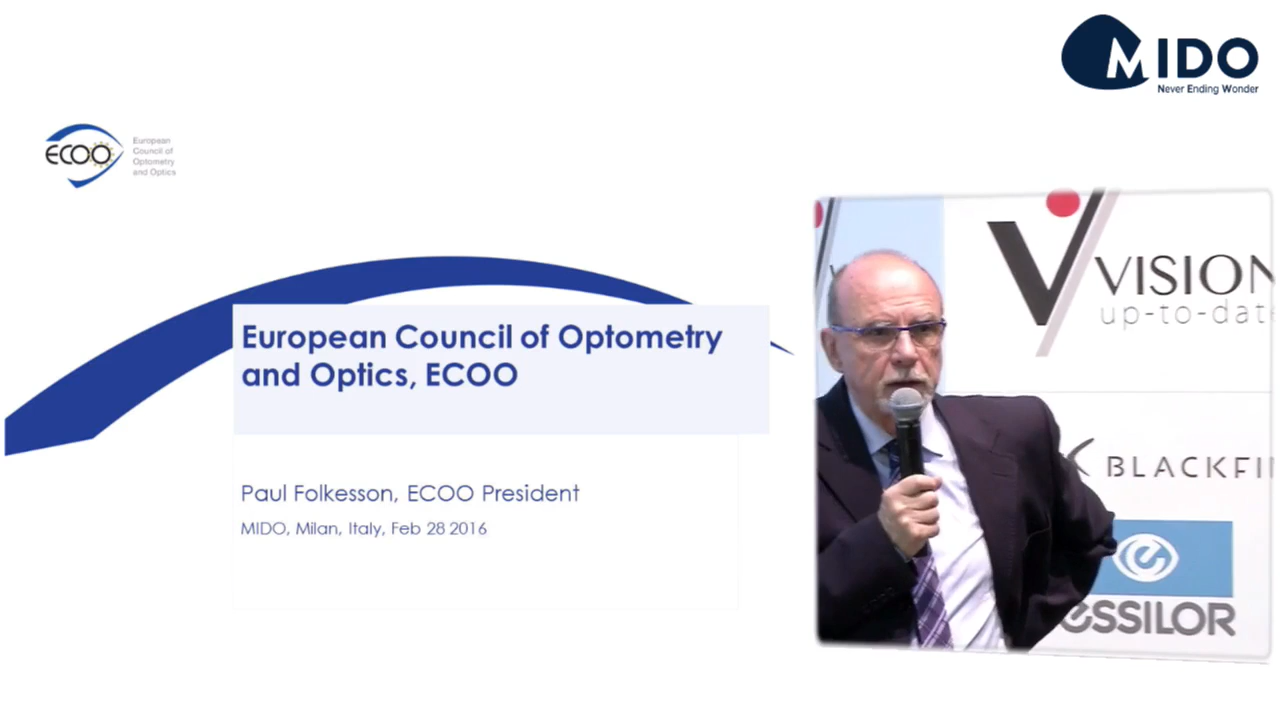 MIDO
Never Ending Wonder
ECOO
European
Council of
Optometry
and Optics
European Council of Optometry
and Optics, ECOO
Paul Folkesson, ECOO President
MIDO, Milan, Italy, Feb 28 2016
VISION
up-to-dat
BLACKFI
ESSILOR